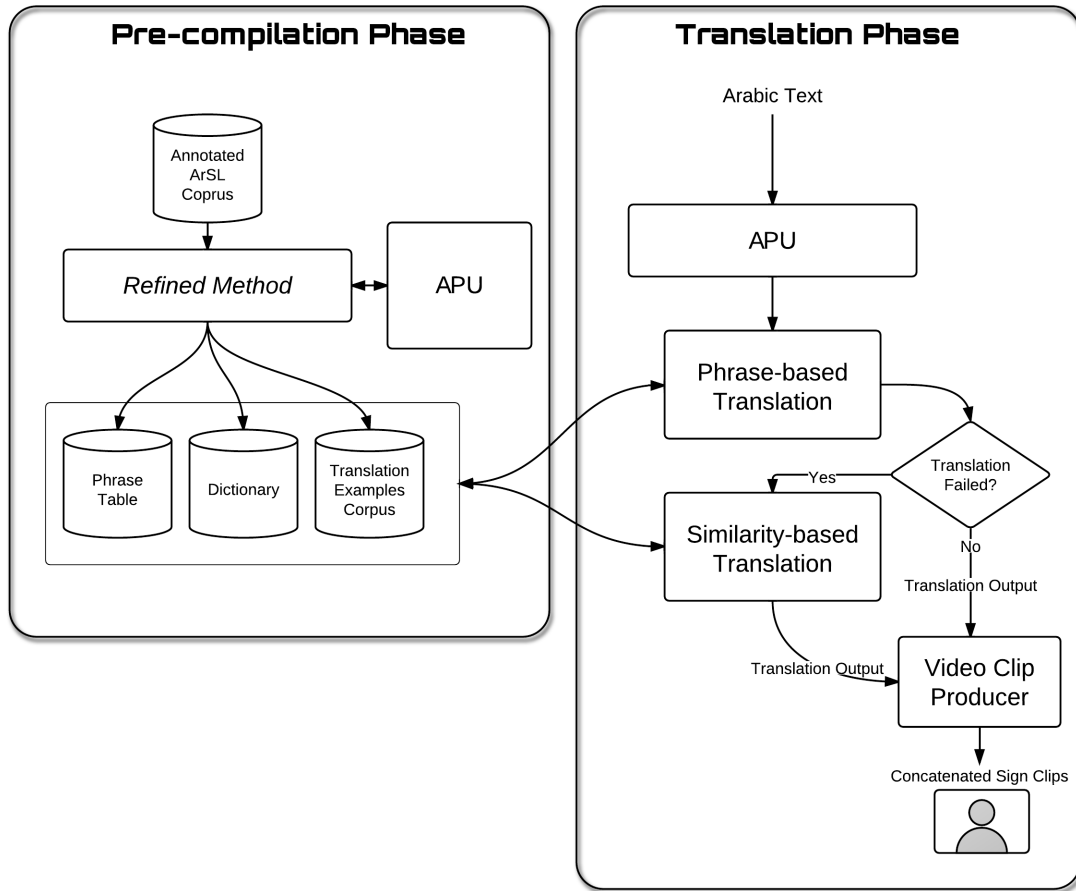 Pre-compilation Phase
Annotated
ArSL
Coprus
Refined Method
APU
Phrase
Table
Dictionary
Translation
Examples
Corpus
Translation Phase
Arabic Text
APU
Phrase-based
Translation
Translation
Failed?
Yes
Similarity-based
Translation
No
Translation Output
Translation Output
Video Clip
Producer
Concatenated Sign Clips